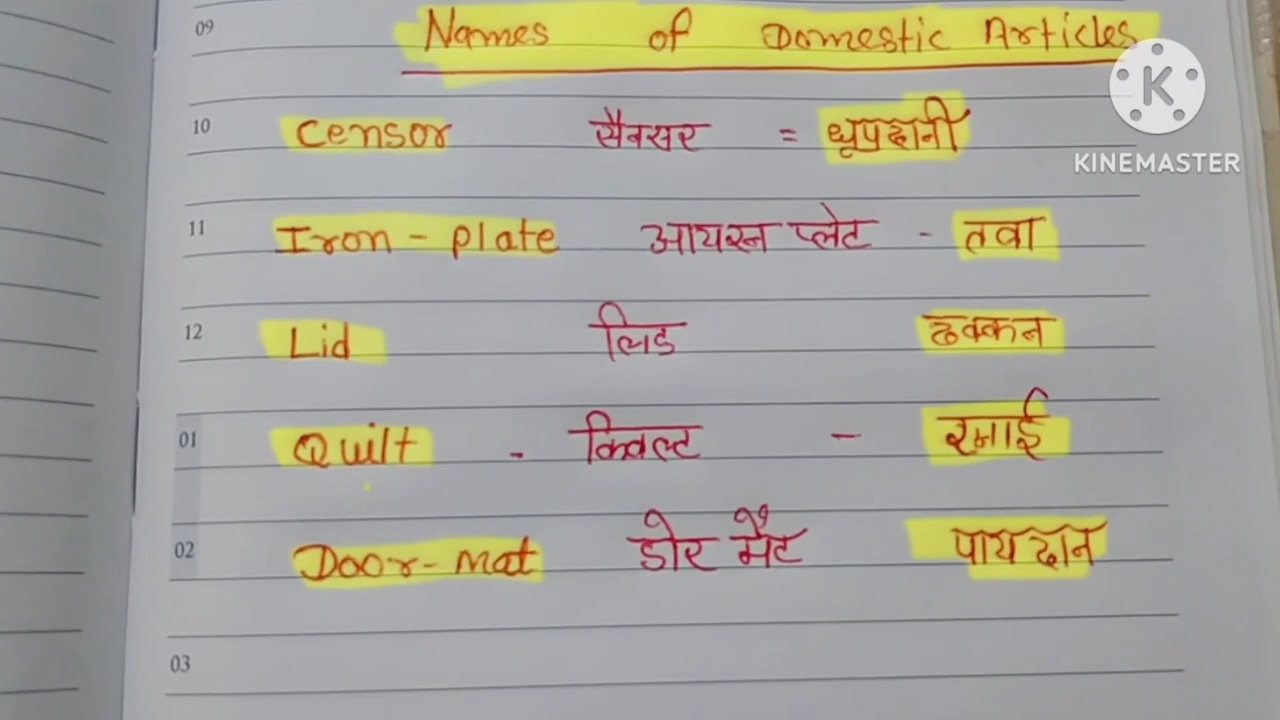 09 Names of Domestic Articles
K
KINEMASTER
10 Censor सैनसर = धूपदानी
11 Iron - plate आयरन प्लेट - तवा
12 Lid लिड ढक्कन
01 Quilt - क्विल्ट - रजाई
02 Door-mat डोर मैट पायदान
03